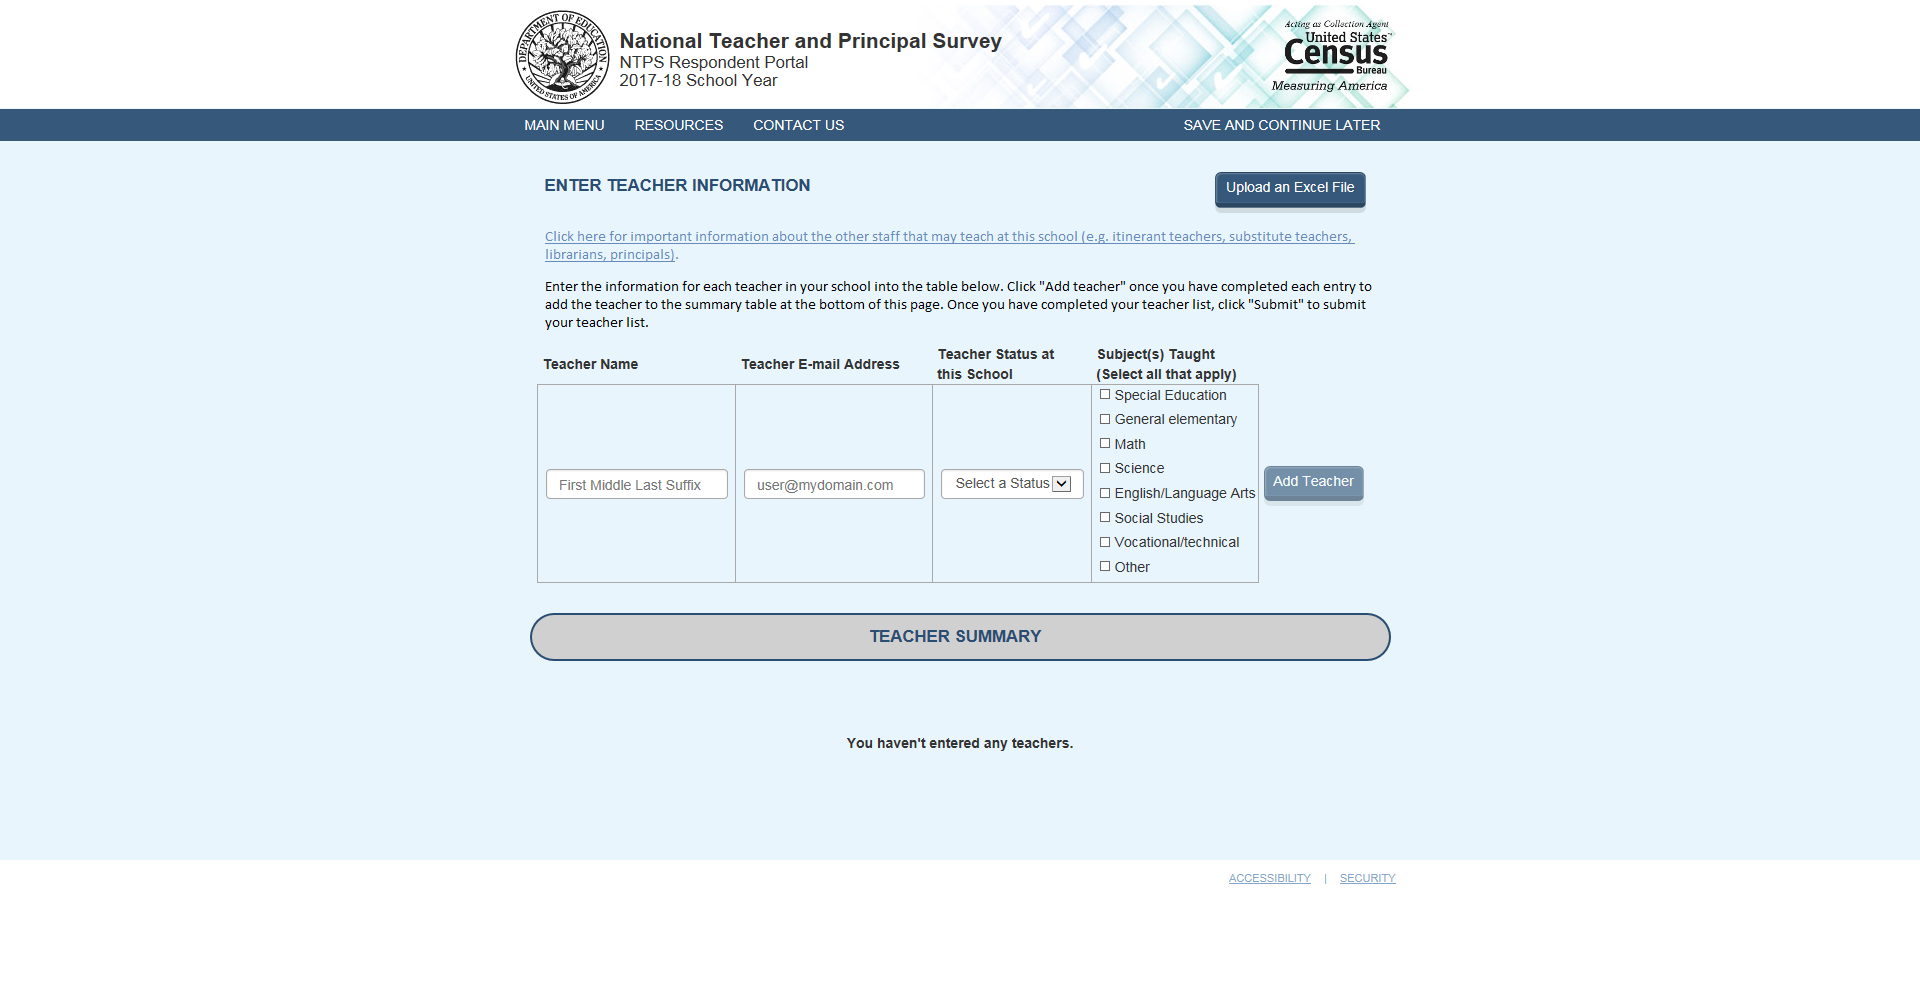 DEPARTMENT OF EDUCATION
UNITED STATES OF AMERICA
National Teacher and Principal Survey
NTPS Respondent Portal
2017-18 School Year
Acting as Collection Agent
United States™
Census
Bureau
Measuring America
MAIN MENU RESOURCES CONTACT US SAVE AND CONTINUE LATER
ENTER TEACHER INFORMATION
Upload an Excel File
Click here for important information about the other staff that may teach at this school (e.g. itinerant teachers, substitute teachers,
librarians, principals).
Enter the information for each teacher in your school into the table below. Click "Add teacher" once you have completed each entry to
add the teacher to the summary table at the bottom of this page. Once you have completed your teacher list, click "Submit" to submit
your teacher list.
Teacher Name
Teacher E-mail Address
Teacher Status at
this School
Subject(s) Taught
(Select all that apply)
First Middle Last Suffix
user@mydomain.com
Select a Status
Special Education
General elementary
Math
Science
English/Language Arts
Social Studies
Vocational/technical
Other
Add Teacher
TEACHER SUMMARY
You haven't entered any teachers.
ACCESSIBILITY | SECURITY